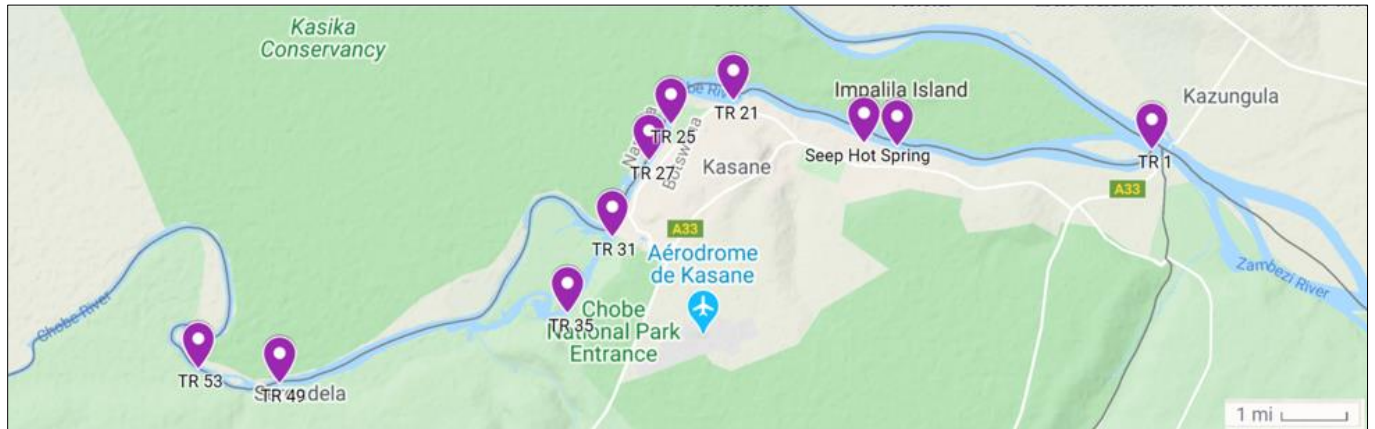 Kasika
Conservancy
Impalila Island
Kazungula
TR 21
TR 25
TR 27
Botswana
Kasane
Seep Hot Spring
TR 1
A33
TR 31
A33
Aérodrome
de Kasane
Zambezi River
Chobe River
TR 35
Chobe
National Park
Entrance
TR 53
TR 49
1 mi